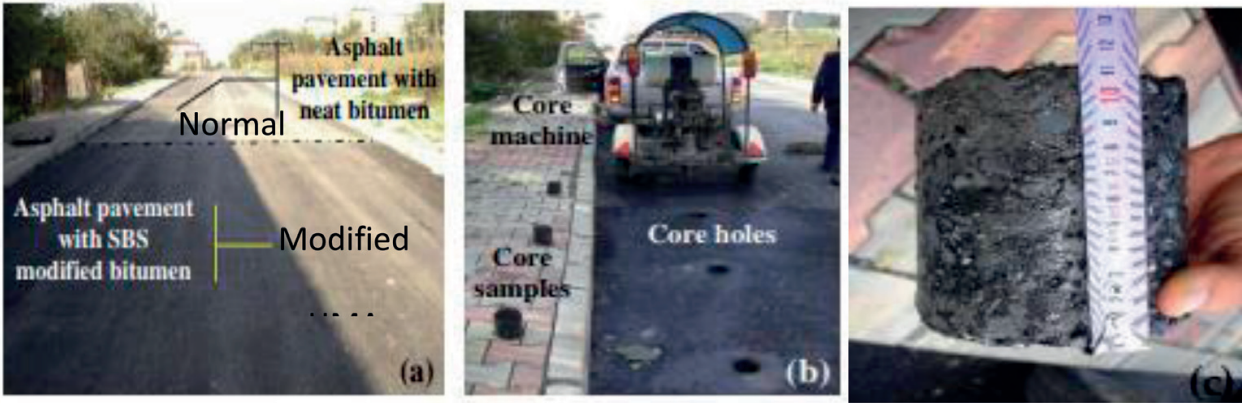 Asphalt
pavement with
neat bitumen
Normal
Asphalt pavement
with SBS
modified bitumen
Modified
(a)
Core
machine
Core holes
Core
samples
(b)
(c)